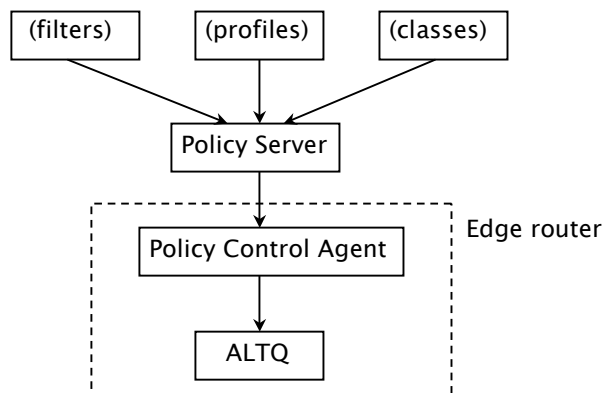 (filters)
(profiles)
(classes)
Policy Server
Edge router
Policy Control Agent
ALTQ